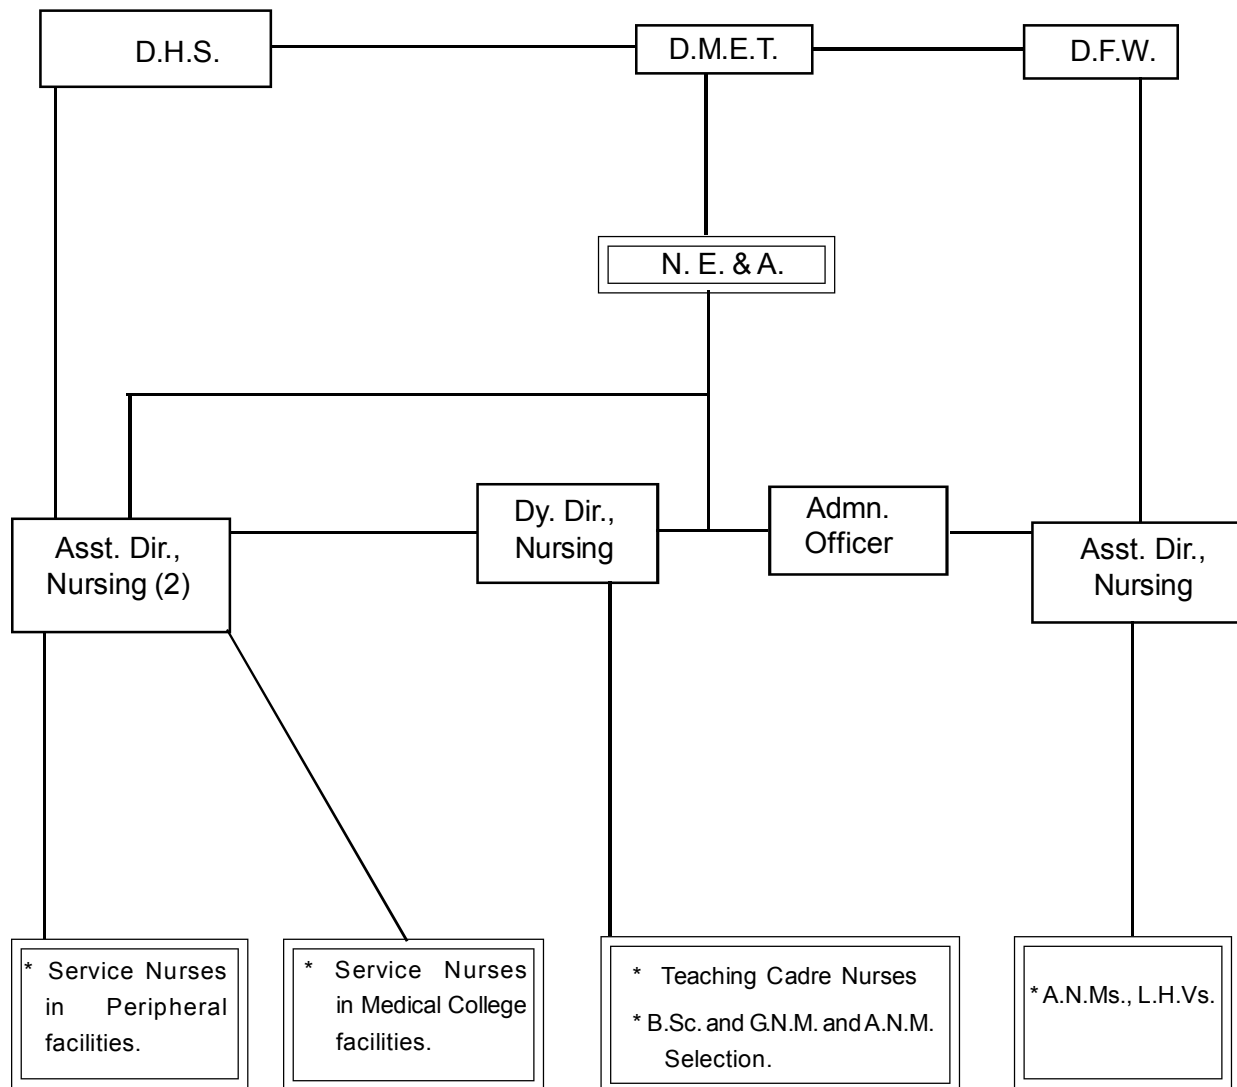 D.H.S.
D.M.E.T.
D.F.W.
N. E. & A.
Asst. Dir.,
Nursing (2)
Dy. Dir.,
Nursing
Admn.
Officer
Asst. Dir.,
Nursing
* Service Nurses
in Peripheral
facilities.
* Service Nurses
in Medical College
facilities.
* Teaching Cadre Nurses
* B.Sc. and G.N.M. and A.N.M.
Selection.
* A.N.Ms., L.H.Vs.